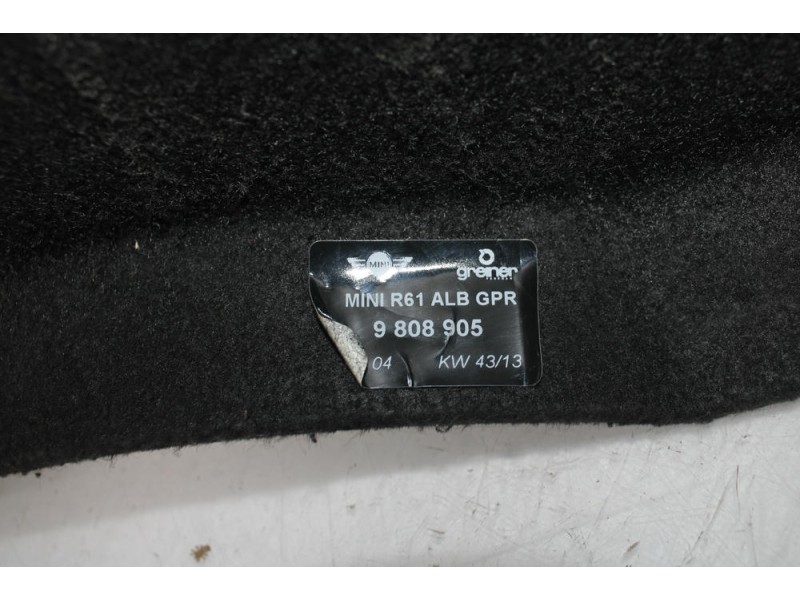 MINI
greiner
MINI R61 ALB GPR
9 808 905
04 KW 43/13